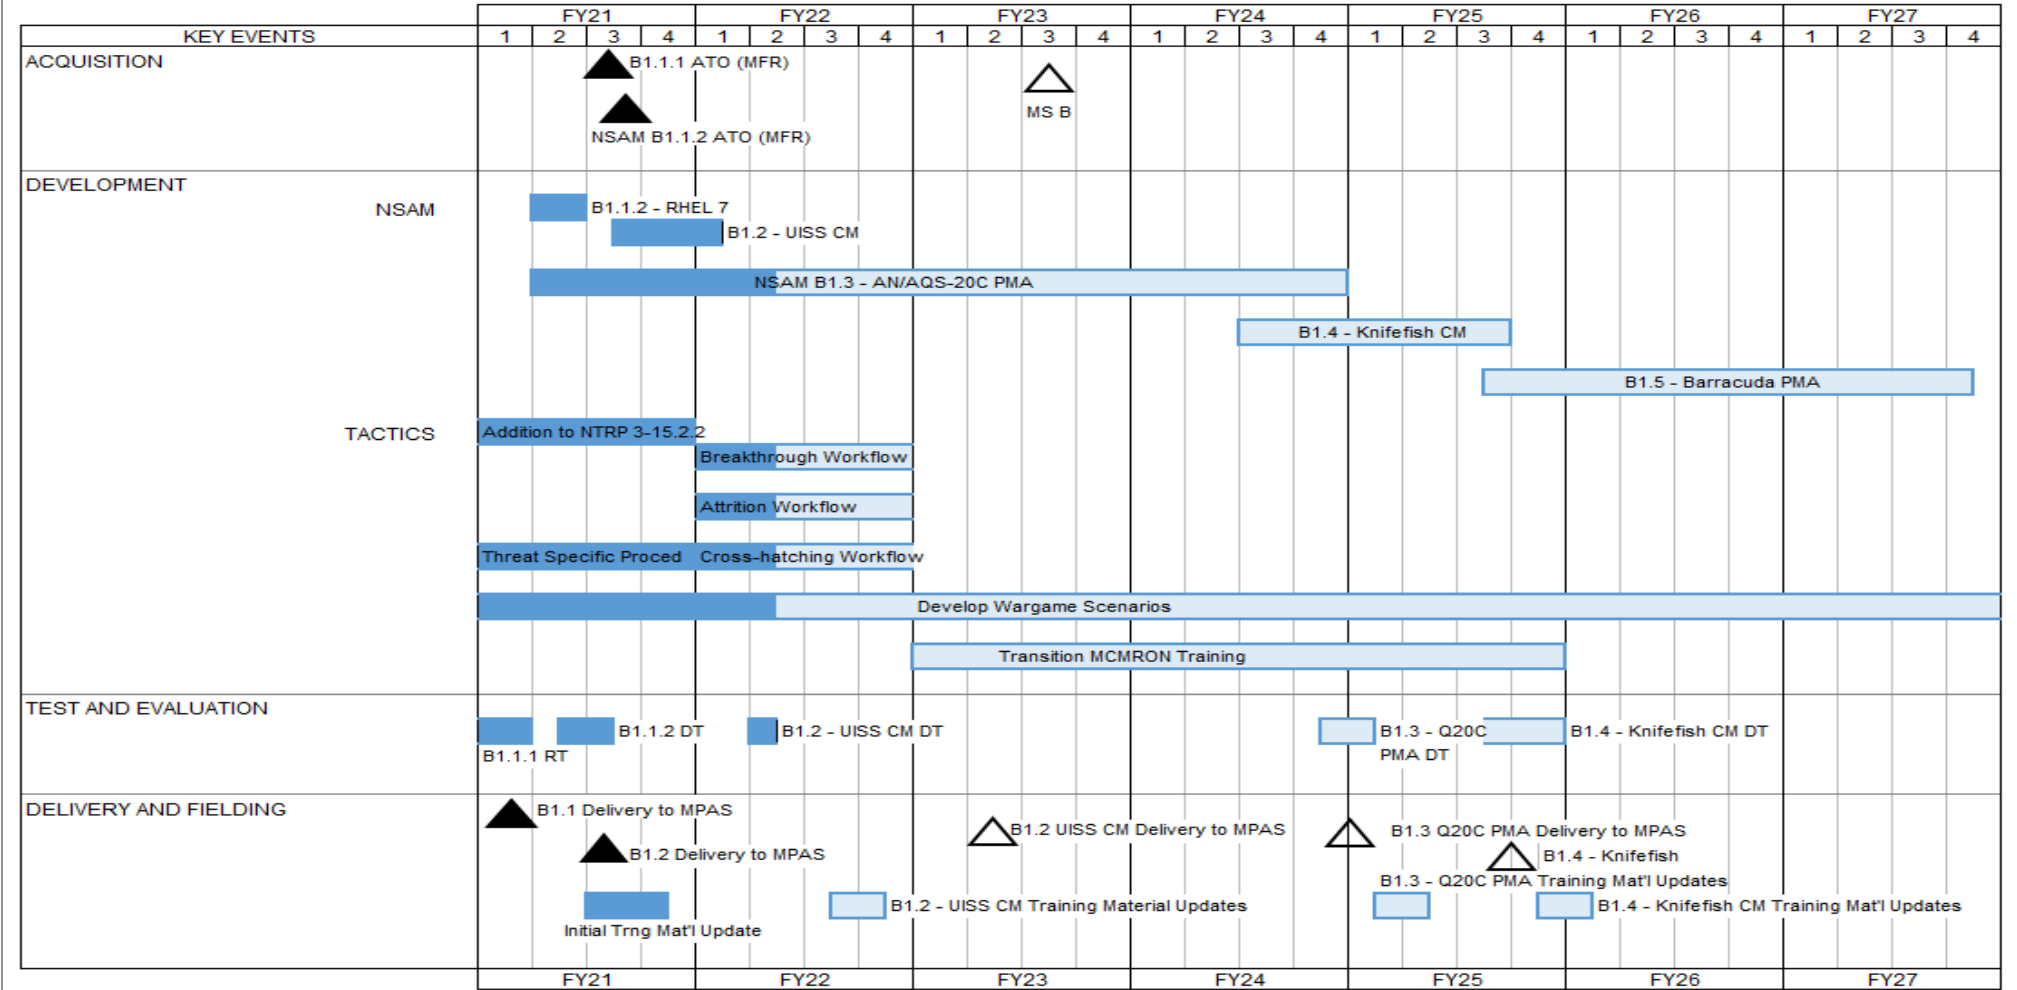 FY21 FY22 FY23 FY24 FY25 FY26 FY27
KEY EVENTS 1 2 3 4 1 2 3 4 1 2 3 4 1 2 3 4 1 2 3 4 1 2 3 4 1 2 3 4
ACQUISITION
B1.1.1 ATO (MFR)
MS B
NSAM B1.1.2 ATO (MFR)
DEVELOPMENT
NSAM
B1.1.2 - RHEL 7
B1.2 - UISS CM
NSAM B1.3 - AN/AQS-20C PMA
B1.4 - Knifefish CM
B1.5 - Barracuda PMA
TACTICS
Addition to NTRP 3-15.2.2
Breakthrough Workflow
Attrition Workflow
Threat Specific Proced Cross-hatching Workflow
Develop Wargame Scenarios
Transition MCMRON Training
TEST AND EVALUATION
B1.1.2 DT
B1.2 - UISS CM DT
B1.3 - Q20C
B1.4 - Knifefish CM DT
B1.1.1 RT
PMA DT
DELIVERY AND FIELDING
B1.1 Delivery to MPAS
B1.2 UISS CM Delivery to MPAS
B1.3 Q20C PMA Delivery to MPAS
B1.2 Delivery to MPAS
B1.4 - Knifefish
B1.3 - Q20C PMA Training Mat'l Updates
B1.2 - UISS CM Training Material Updates
B1.4 - Knifefish CM Training Mat'l Updates
Initial Trng Mat'l Update
FY21 FY22 FY23 FY24 FY25 FY26 FY27